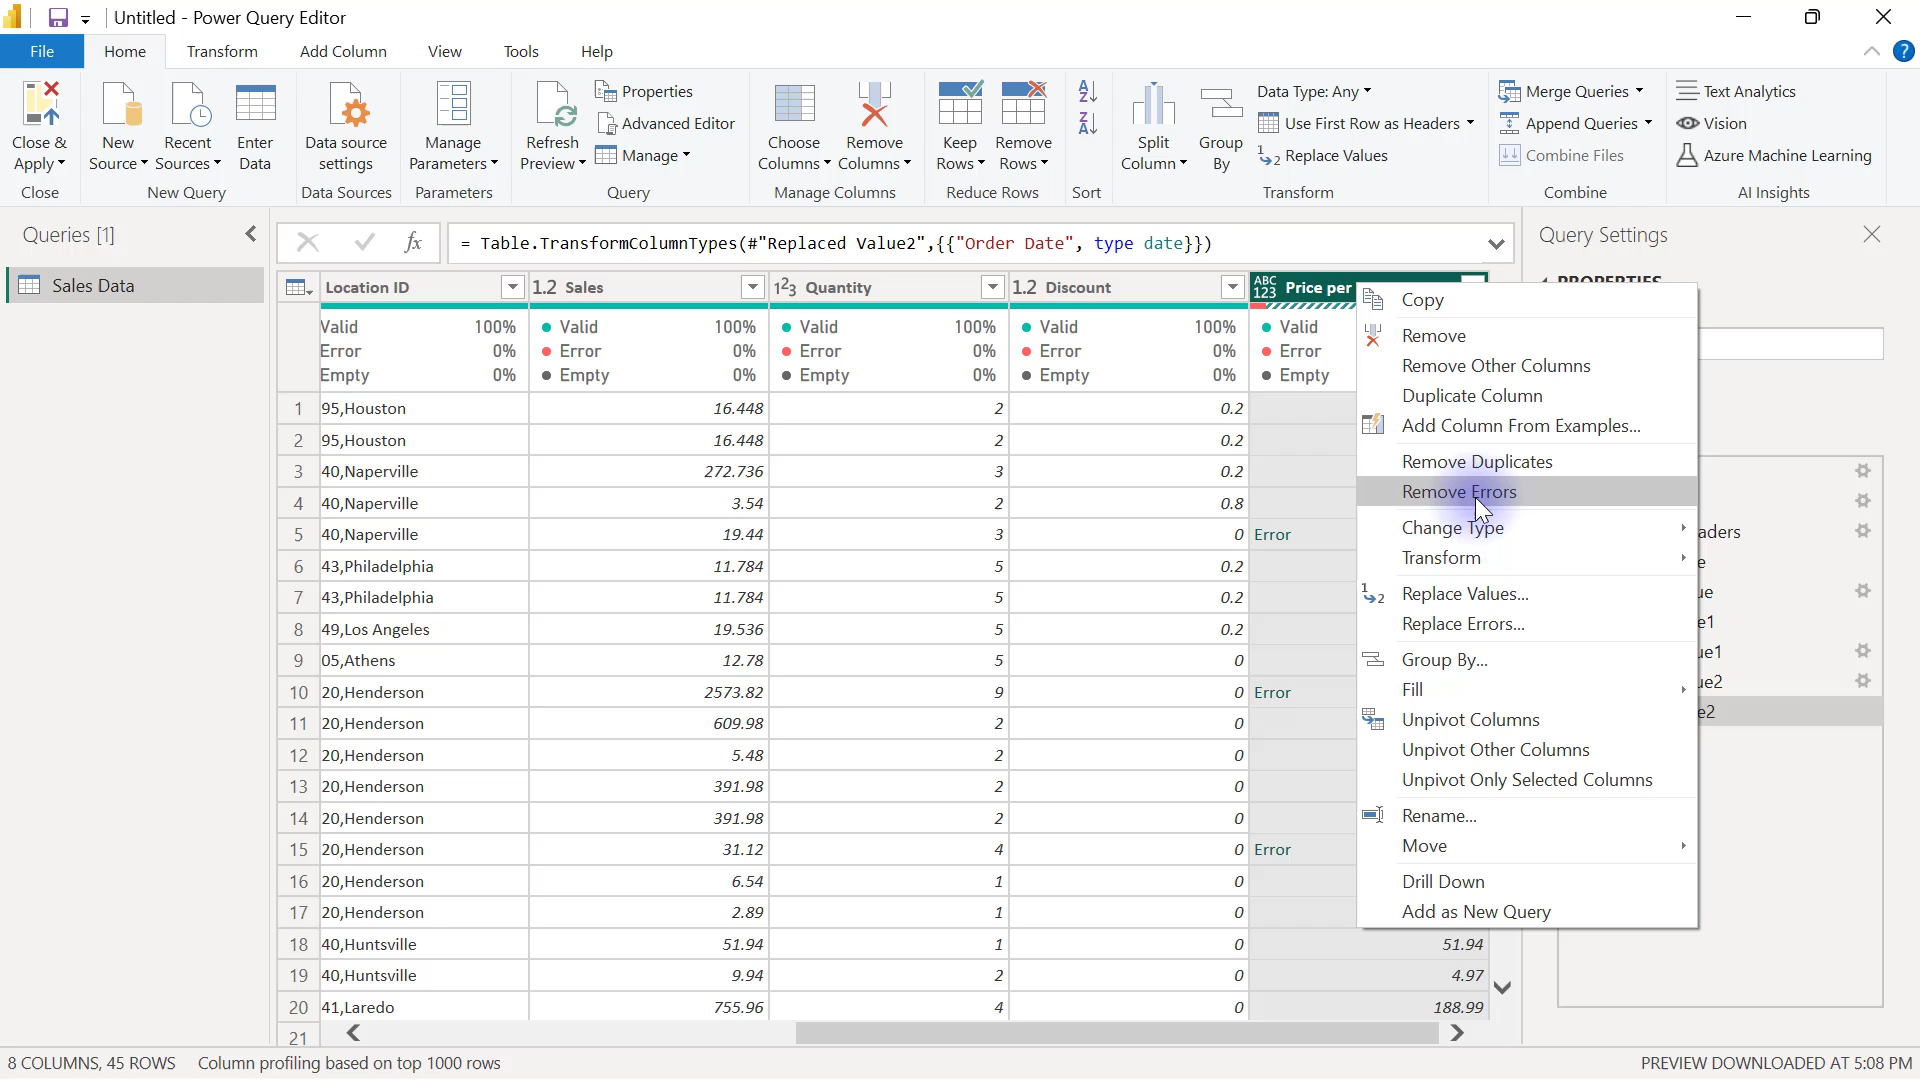 Untitled - Power Query Editor
File Home Transform Add Column View Tools Help
Close & Apply
Close
New Source
Recent Sources
Enter Data
New Query
Data source settings
Data Sources
Manage Parameters
Parameters
Refresh Preview
Properties
Advanced Editor
Manage
Query
Choose Columns
Remove Columns
Manage Columns
Keep Rows
Remove Rows
Reduce Rows
A Z
Z A
Sort
Split Column
Group By
Data Type: Any
Use First Row as Headers
1 2 Replace Values
Transform
Merge Queries
Append Queries
Combine Files
Combine
Text Analytics
Vision
Azure Machine Learning
AI Insights
?
Queries [1]
Sales Data
fx = Table.TransformColumnTypes(#"Replaced Value2",{{"Order Date", type date}})
Location ID 1.2 Sales 123 Quantity 1.2 Discount ABC 123 Price per
Valid 100% Valid 100% Valid 100% Valid 100% Valid
Error 0% Error 0% Error 0% Error 0% Error
Empty 0% Empty 0% Empty 0% Empty 0% Empty
1 95,Houston 16.448 2 0.2
2 95,Houston 16.448 2 0.2
3 40,Naperville 272.736 3 0.2
4 40,Naperville 3.54 2 0.8
5 40,Naperville 19.44 3 0 Error
6 43,Philadelphia 11.784 5 0.2
7 43,Philadelphia 11.784 5 0.2
8 49,Los Angeles 19.536 5 0.2
9 05,Athens 12.78 5 0
10 20,Henderson 2573.82 9 0 Error
11 20,Henderson 609.98 2 0
12 20,Henderson 5.48 2 0
13 20,Henderson 391.98 2 0
14 20,Henderson 391.98 2 0
15 20,Henderson 31.12 4 0 Error
16 20,Henderson 6.54 1 0
17 20,Henderson 2.89 1 0
18 40,Huntsville 51.94 1 0 51.94
19 40,Huntsville 9.94 2 0 4.97
20 41,Laredo 755.96 4 0 188.99
21
Copy
Remove
Remove Other Columns
Duplicate Column
Add Column From Examples...
Remove Duplicates
Remove Errors
Change Type
Transform
1 2 Replace Values...
Replace Errors...
Group By...
Fill
Unpivot Columns
Unpivot Other Columns
Unpivot Only Selected Columns
Rename...
Move
Drill Down
Add as New Query
Query Settings
PROPERTIES
aders
e
ue
e1
ue1
ue2
e2
8 COLUMNS, 45 ROWS Column profiling based on top 1000 rows
PREVIEW DOWNLOADED AT 5:08 PM